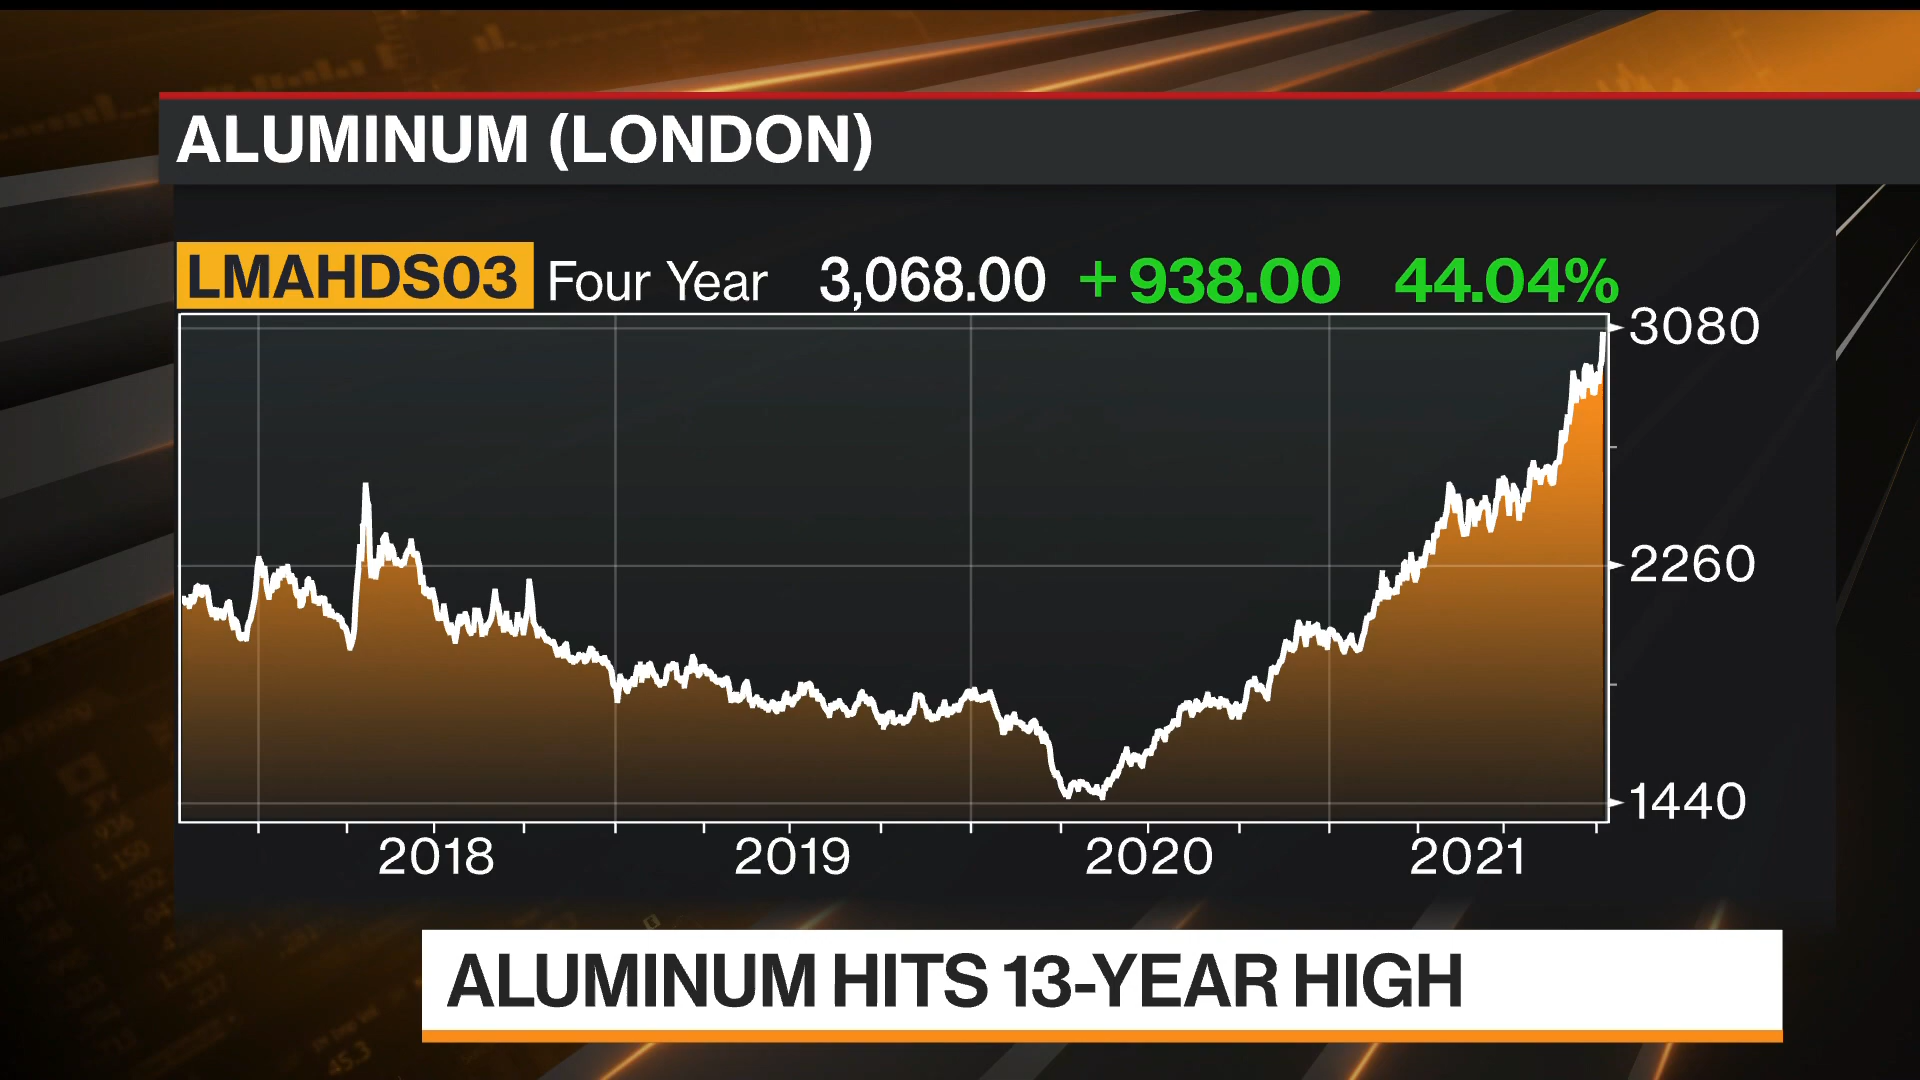 ALUMINUM (LONDON)
LMAHDS03 Four Year 3,068.00 +938.00 44.04%
3080
2260
1440
2018 2019 2020 2021
ALUMINUM HITS 13-YEAR HIGH